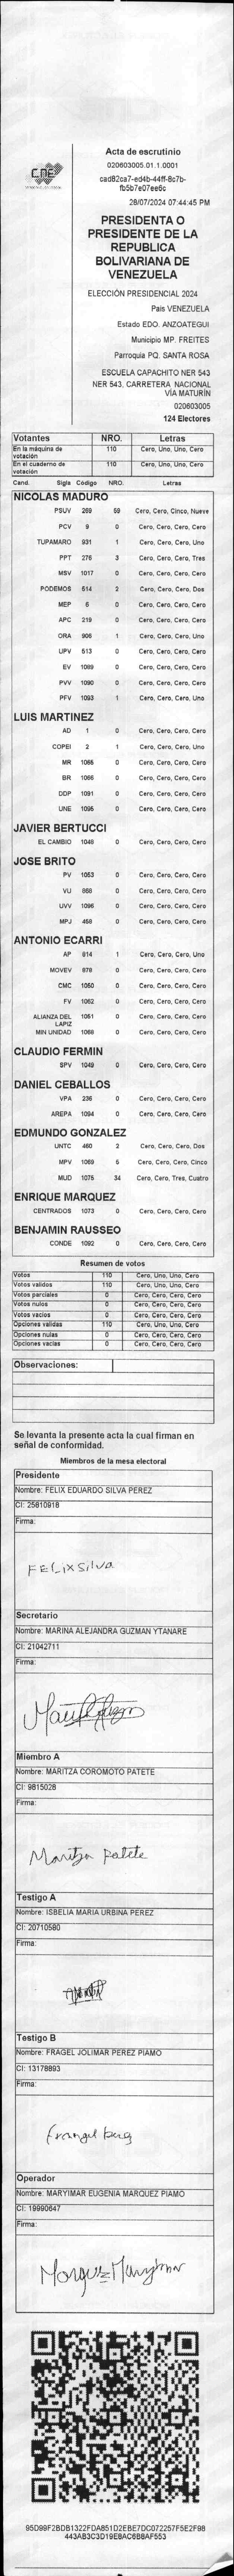 CNE
Acta de escrutinio
020603005.01.1.0001
cad82ca7-ed4b-44ff-8c7b-
fb5b7e07ee6c
28/07/2024 07:44:45 PM
PRESIDENTA O
PRESIDENTE DE LA
REPUBLICA
BOLIVARIANA DE
VENEZUELA
ELECCIÓN PRESIDENCIAL 2024
Pais VENEZUELA
Estado EDO. ANZOATEGUI
Municipio MP. FREITES
Parroquia PQ. SANTA ROSA
ESCUELA CAPACHITO NER 543
NER 543. CARRETERA NACIONAL
VÍA MATURÍN
020603005
124 Electores
Votantes NRO. Letras
En la máquina de votación 110 Cero, Uno, Uno, Cero
En el cuaderno de votación 110 Cero, Uno, Uno, Cero
Cand. Sigla Código NRO. Letras
NICOLAS MADURO
PSUV 269 59 Cero, Cero, Cinco, Nueve
PCV 9 0 Cero, Cero, Cero, Cero
TUPAMARO 931 1 Cero, Cero, Cero, Uno
PPT 276 3 Cero, Cero, Cero, Tres
MSV 1017 0 Cero, Cero, Cero, Cero
PODEMOS 514 2 Cero, Cero, Cero, Dos
MEP 6 0 Cero, Cero, Cero, Cero
APC 219 0 Cero, Cero, Cero, Cero
ORA 906 1 Cero, Cero, Cero, Uno
UPV 513 0 Cero, Cero, Cero, Cero
EV 1089 0 Cero, Cero, Cero, Cero
PVV 1090 0 Cero, Cero, Cero, Cero
PFV 1093 1 Cero, Cero, Cero, Uno
LUIS MARTINEZ
AD 1 0 Cero, Cero, Cero, Cero
COPEI 2 1 Cero, Cero, Cero, Uno
MR 1065 0 Cero, Cero, Cero, Cero
BR 1066 0 Cero, Cero, Cero, Cero
DDP 1091 0 Cero, Cero, Cero, Cero
UNE 1095 0 Cero, Cero, Cero, Cero
JAVIER BERTUCCI
EL CAMBIO 1046 0 Cero, Cero, Cero, Cero
JOSE BRITO
PV 1053 0 Cero, Cero, Cero, Cero
VU 868 0 Cero, Cero, Cero, Cero
UVV 1096 0 Cero, Cero, Cero, Cero
MPJ 458 0 Cero, Cero, Cero, Cero
ANTONIO ECARRI
AP 914 1 Cero, Cero, Cero, Uno
MOVEV 978 0 Cero, Cero, Cero, Cero
CMC 1050 0 Cero, Cero, Cero, Cero
FV 1062 0 Cero, Cero, Cero, Cero
ALIANZA DEL LAPIZ 1051 0 Cero, Cero, Cero, Cero
MIN UNIDAD 1068 0 Cero, Cero, Cero, Cero
CLAUDIO FERMIN
SPV 1049 0 Cero, Cero, Cero, Cero
DANIEL CEBALLOS
VPA 236 0 Cero, Cero, Cero, Cero
AREPA 1094 0 Cero, Cero, Cero, Cero
EDMUNDO GONZALEZ
UNTC 460 2 Cero, Cero, Cero, Dos
MPV 1069 5 Cero, Cero, Cero, Cinco
MUD 1075 34 Cero, Cero, Tres, Cuatro
ENRIQUE MARQUEZ
CENTRADOS 1073 0 Cero, Cero, Cero, Cero
BENJAMIN RAUSSEO
CONDE 1092 0 Cero, Cero, Cero, Cero
Resumen de votos
Votos 110 Cero, Uno, Uno, Cero
Votos validos 110 Cero, Uno, Uno, Cero
Votos parciales 0 Cero, Cero, Cero, Cero
Votos nulos 0 Cero, Cero, Cero, Cero
Votos vacios 0 Cero, Cero, Cero, Cero
Opciones validas 110 Cero, Uno, Uno, Cero
Opciones nulas 0 Cero, Cero, Cero, Cero
Opciones vacias 0 Cero, Cero, Cero, Cero
Observaciones:
Se levanta la presente acta la cual firman en
señal de conformidad.
Miembros de la mesa electoral
Presidente
Nombre: FELIX EDUARDO SILVA PEREZ
CI: 25810918
Firma:
FELIX Silva
Secretario
Nombre: MARINA ALEJANDRA GUZMAN YTANARE
CI: 21042711
Firma:
Miembro A
Nombre: MARITZA COROMOTO PATETE
CI: 9815028
Firma:
Maritza Patete
Testigo A
Nombre: ISBELIA MARIA URBINA PEREZ
CI: 20710580
Firma:
Testigo B
Nombre: FRAGEL JOLIMAR PEREZ PIAMO
CI: 13178893
Firma:
Operador
Nombre: MARYIMAR EUGENIA MARQUEZ PIAMO
CI: 19990647
Firma:
Marquez Maryimar
95D99F2BDB1322FDA851D2EBE7DC072257F5E2F98
443AB3C3D19E8AC6B8AF553